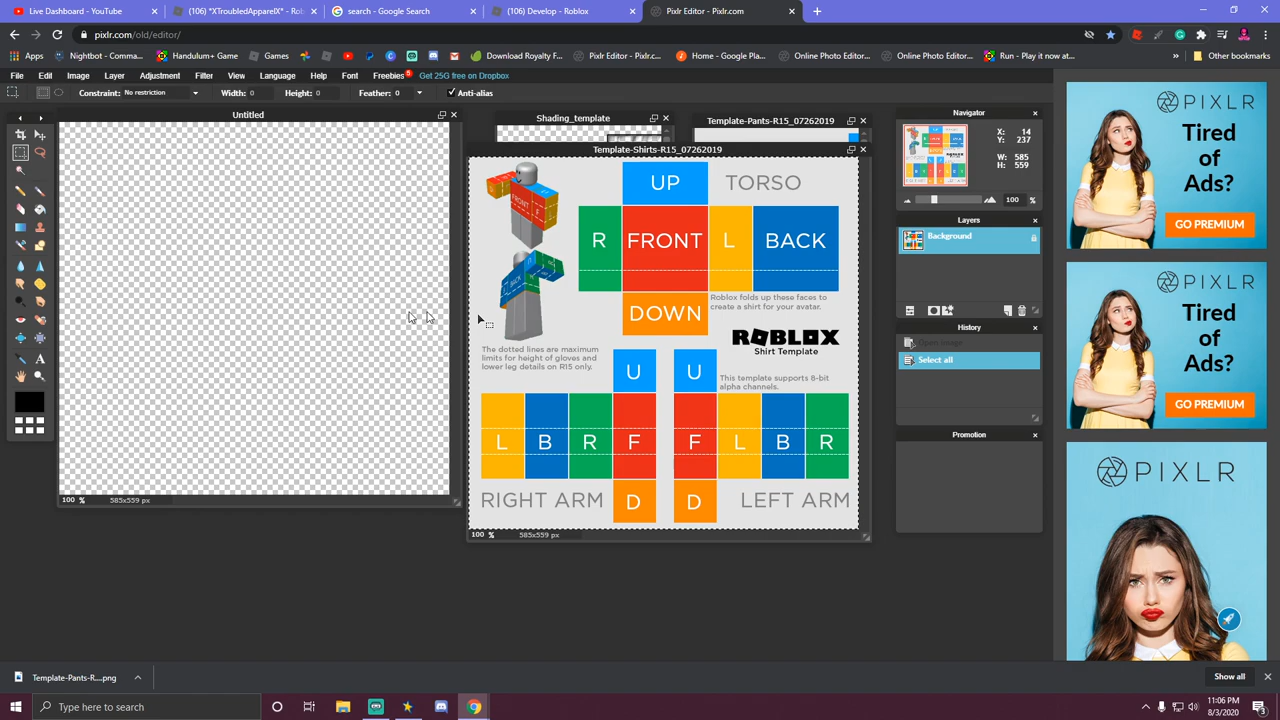 Live Dashboard - YouTube
(106) "XTroubledApparelX" - Rob
search - Google Search
(106) Develop - Roblox
Pixlr Editor - Pixlr.com
pixlr.com/old/editor/
Apps
Nightbot - Comma...
Handulum+ Game
Download Royalty F...
Pixlr Editor - Pixlr.c...
Home | Pretzel
Online Photo Editor...
Online Photo Editor...
Run - Play it now at...
File Edit Image Layer Adjustment Filter View Language Help Font Freebies Get 25G free on Dropbox
Constraint: No restriction Width: 0 Height: 0 Feather: 0 Anti-alias
Untitled
100 % 585x559 px
Shading_template
Template-Pants-R15_07262019
Template-Shirts-R15_07262019
UP TORSO
FRONT F
R FRONT L BACK
BACK
DOWN
Roblox folds up these faces to
create a shirt for your avatar.
ROBLOX
Shirt Template
The dotted lines are maximum
limits for height of gloves and
lower leg details on R15 only.
U U
This template supports 8-bit
alpha channels.
L B R F F L B R
RIGHT ARM D D LEFT ARM
100 % 585x559 px
Navigator
X: 14
Y: 237
W: 585
H: 559
100 %
Layers
Background
History
Open image
Select all
Promotion
PIXLR
Tired
of
Ads?
GO PREMIUM
PIXLR
Tired
of
Ads?
GO PREMIUM
PIXLR
Template-Pants-R....png
Show all
Type here to search
11:06 PM
8/3/2020
3